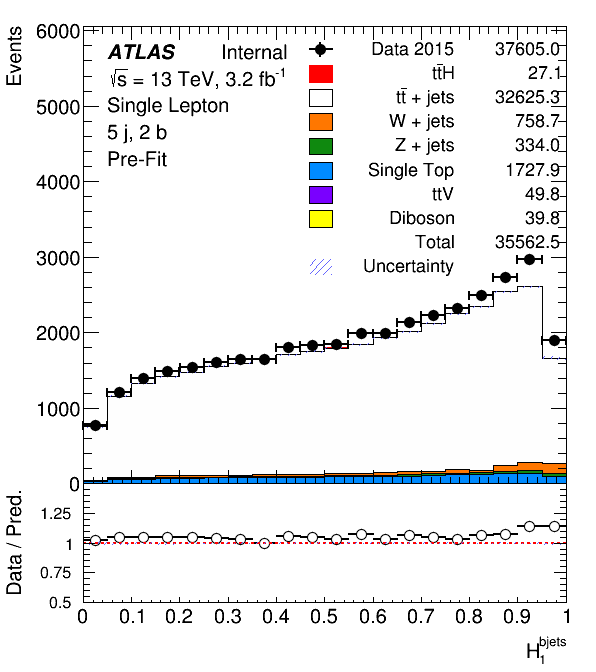 Events
6000
5000
4000
3000
2000
1000
0
ATLAS Internal
√s = 13 TeV, 3.2 fb-1
Single Lepton
5 j, 2 b
Pre-Fit
Data 2015 37605.0
tt̄H 27.1
tt̄ + jets 32625.3
W + jets 758.7
Z + jets 334.0
Single Top 1727.9
ttV 49.8
Diboson 39.8
Total 35562.5
Uncertainty
Data / Pred.
1.25
1
0.75
0.5
0 0.1 0.2 0.3 0.4 0.5 0.6 0.7 0.8 0.9 1
H1bjets